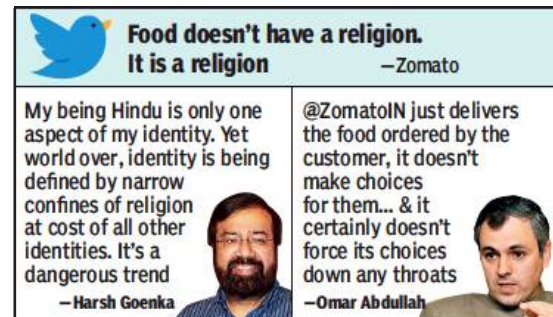 Food doesn't have a religion.
It is a religion —Zomato
My being Hindu is only one
aspect of my identity. Yet
world over, identity is being
defined by narrow
confines of religion
at cost of all other
identities. It's a
dangerous trend
—Harsh Goenka
@ZomatoIN just delivers
the food ordered by the
customer, it doesn't
make choices
for them... & it
certainly doesn't
force its choices
down any throats
—Omar Abdullah